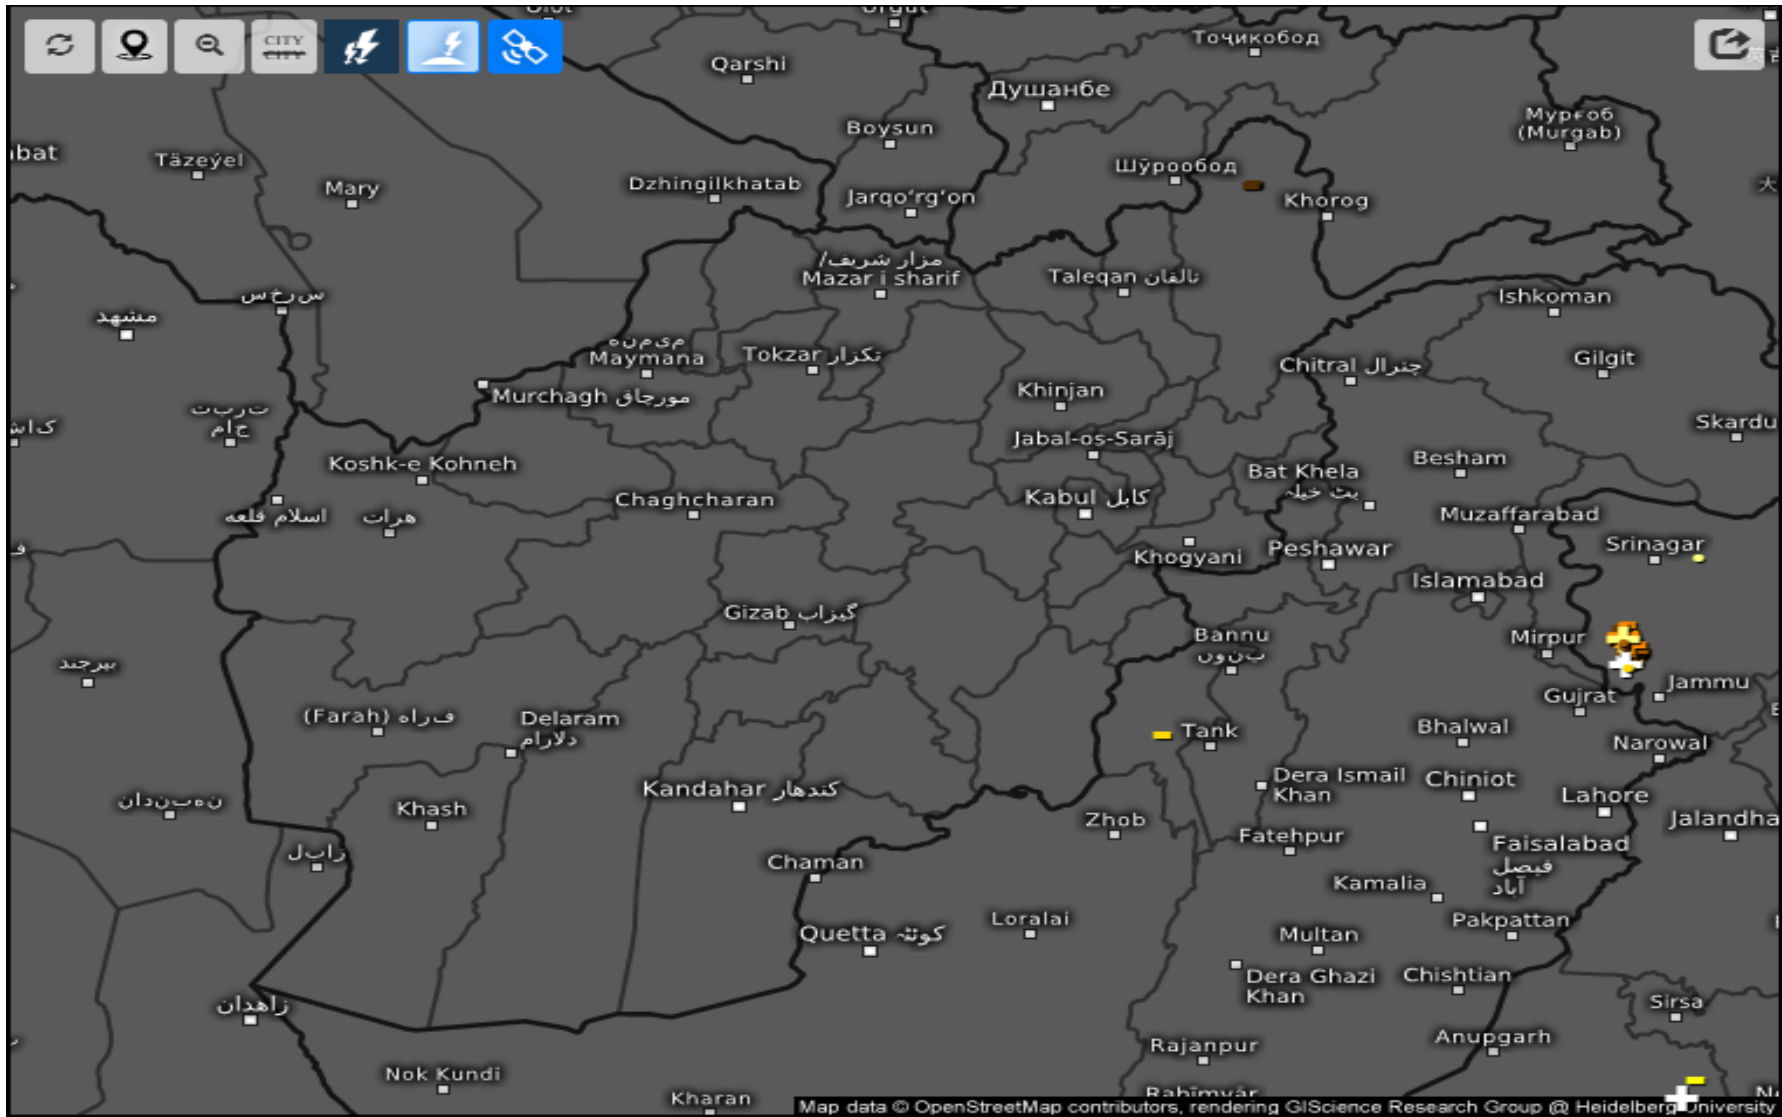 CITY
CITY
Qarshi
Тоҷикобод
Душанбе
Мурғоб
(Murgab)
Boysun
Täzeýel
Шӯрообод
Mary
Dzhingilkhatab
Jarqo‘rg‘on
Khorog
مزار شریف/
Mazar i sharif
Taleqan تالقان
سرخس
Ishkoman
مشهد
میمنه
Maymana
Tokzar تکزار
Chitral چترال
Gilgit
Murchagh مورچاق
Khinjan
تربت
جام
Skardu
Jabal-os-Sarāj
Koshk-e Kohneh
Besham
Bat Khela
بٹ خیلہ
Chaghcharan
Kabul کابل
اسلام قلعه
هرات
Muzaffarabad
Khogyani
Peshawar
Srinagar
Islamabad
Gizab گیزاب
Bannu
بنوں
Mirpur
بیرجند
Jammu
Gujrat
(Farah) فراه
Delaram
دلارام
Tank
Bhalwal
Narowal
Dera Ismail
Khan
Chiniot
Kandahar کندهار
نهبندان
Khash
Lahore
Zhob
Jalandha
Fatehpur
Faisalabad
فیصل
آباد
زابل
Chaman
Kamalia
Loralai
Pakpattan
Quetta کوئٹہ
Multan
Dera Ghazi
Khan
Chishtian
زاهدان
Sirsa
Anupgarh
Rajanpur
Nok Kundi
Kharan
Rahimyar
Map data © OpenStreetMap contributors, rendering GIScience Research Group @ Heidelberg University